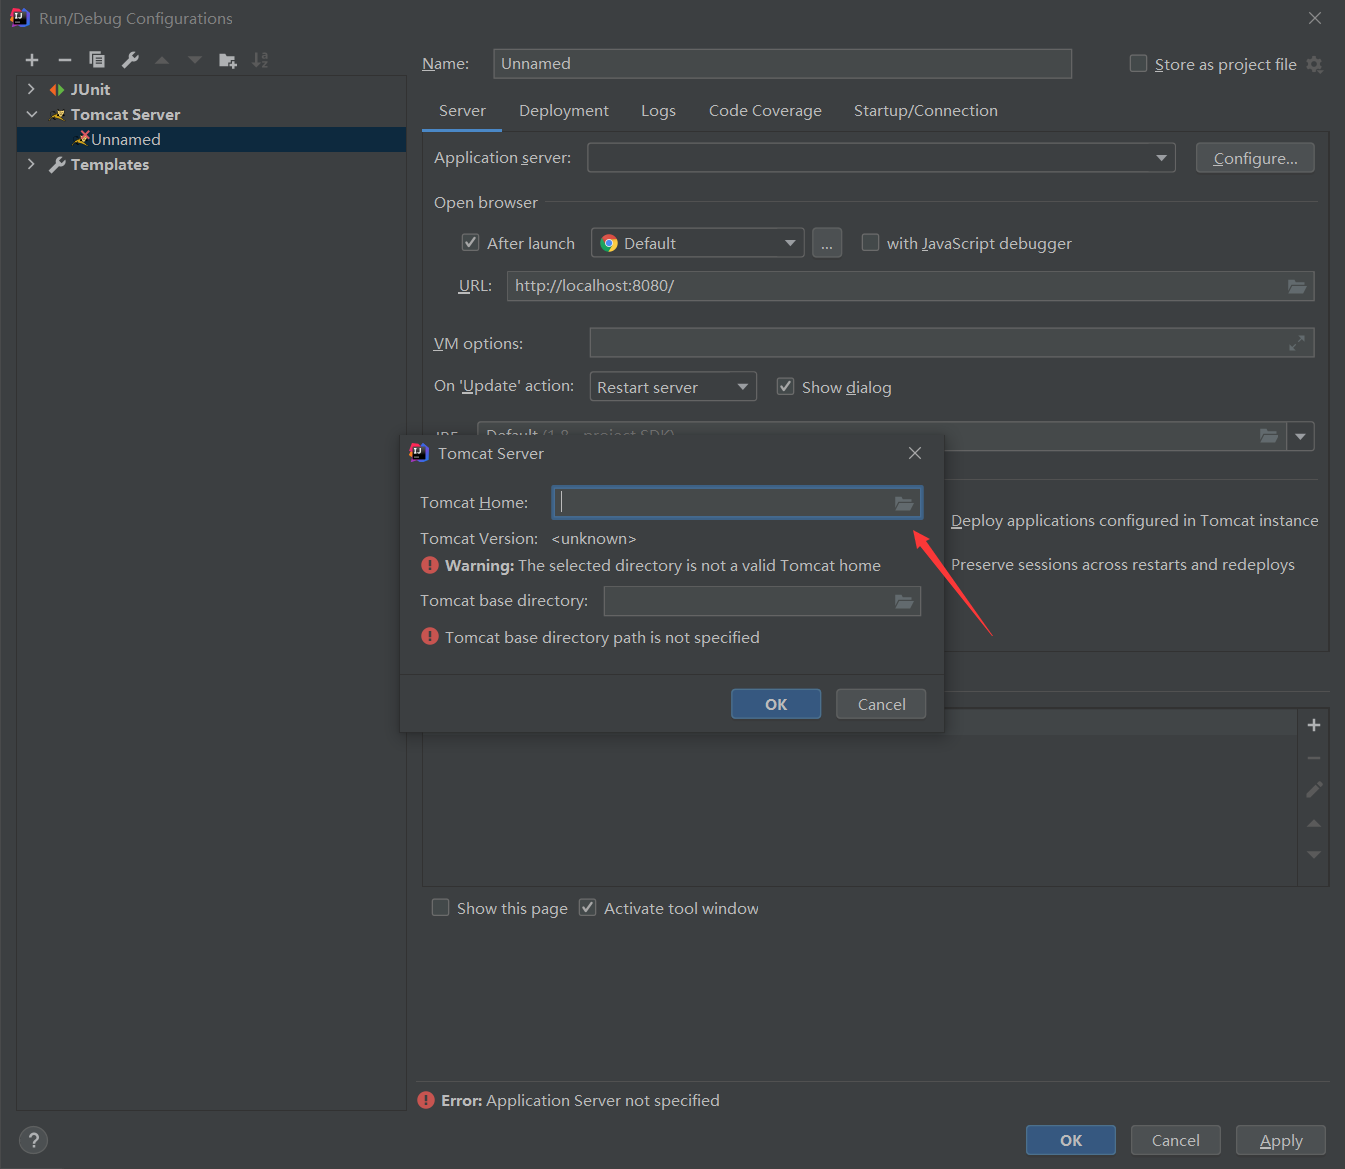 Run/Debug Configurations
JUnit
Tomcat Server
Unnamed
Templates
Name: Unnamed
Store as project file
Server Deployment Logs Code Coverage Startup/Connection
Application server: Configure...
Open browser
After launch Default ... with JavaScript debugger
URL: http://localhost:8080/
VM options:
On 'Update' action: Restart server Show dialog
Default (1.8 - project SDK)
Tomcat Server
Tomcat Home:
Tomcat Version: <unknown>
Warning: The selected directory is not a valid Tomcat home
Tomcat base directory:
Tomcat base directory path is not specified
OK Cancel
Deploy applications configured in Tomcat instance
Preserve sessions across restarts and redeploys
Show this page Activate tool window
Error: Application Server not specified
?
OK Cancel Apply